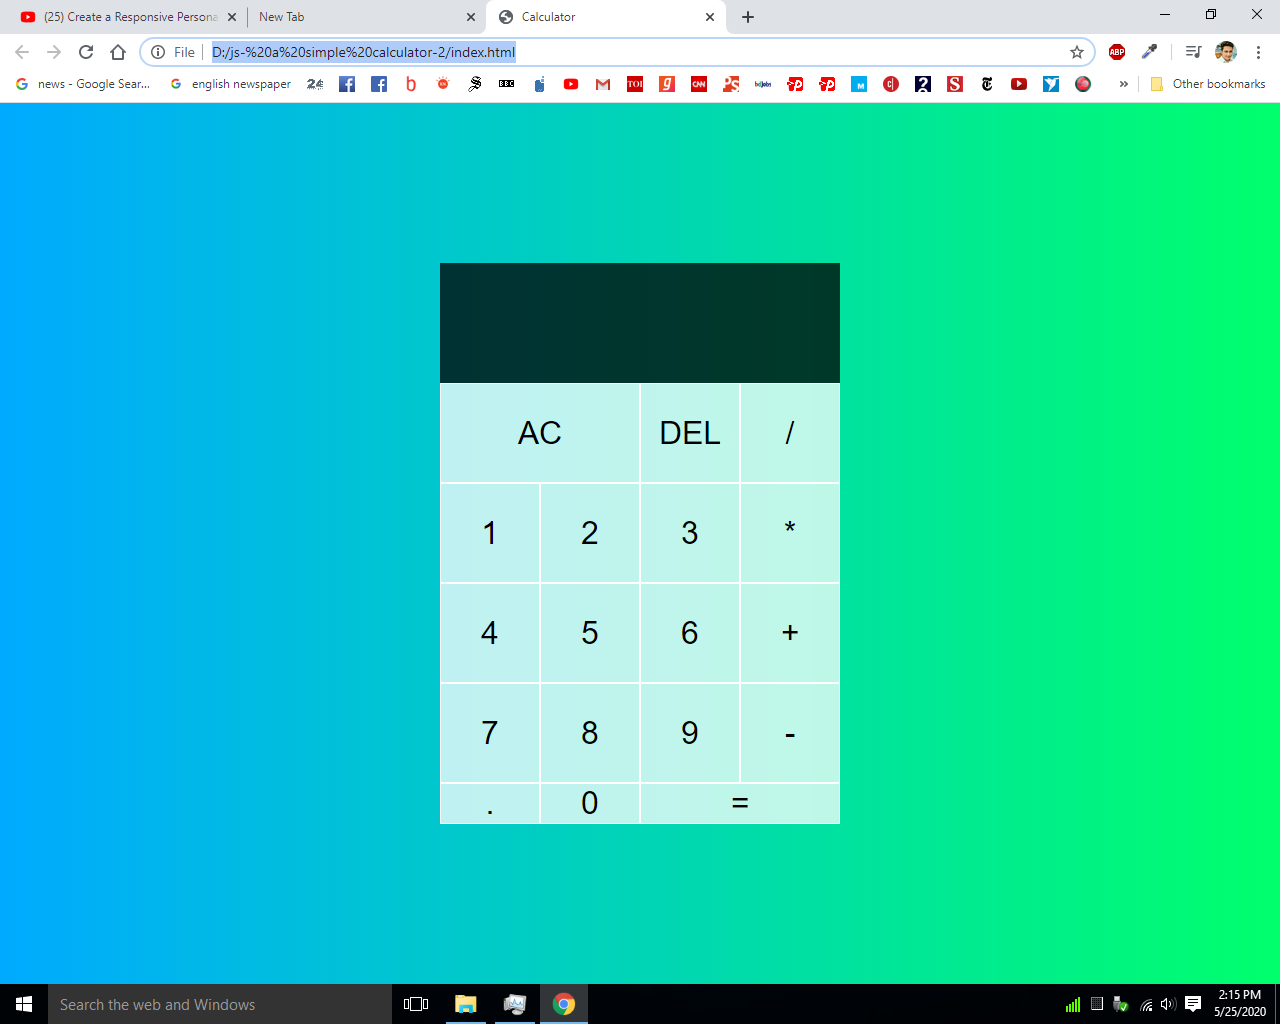 (25) Create a Responsive Persona
New Tab
Calculator
File
D:/js-%20a%20simple%20calculator-2/index.html
ABP
news - Google Sear...
english newspaper
BBC
TOI
CNN
»
Other bookmarks
AC DEL /
1 2 3 *
4 5 6 +
7 8 9 -
. 0 =
Search the web and Windows
2:15 PM
5/25/2020